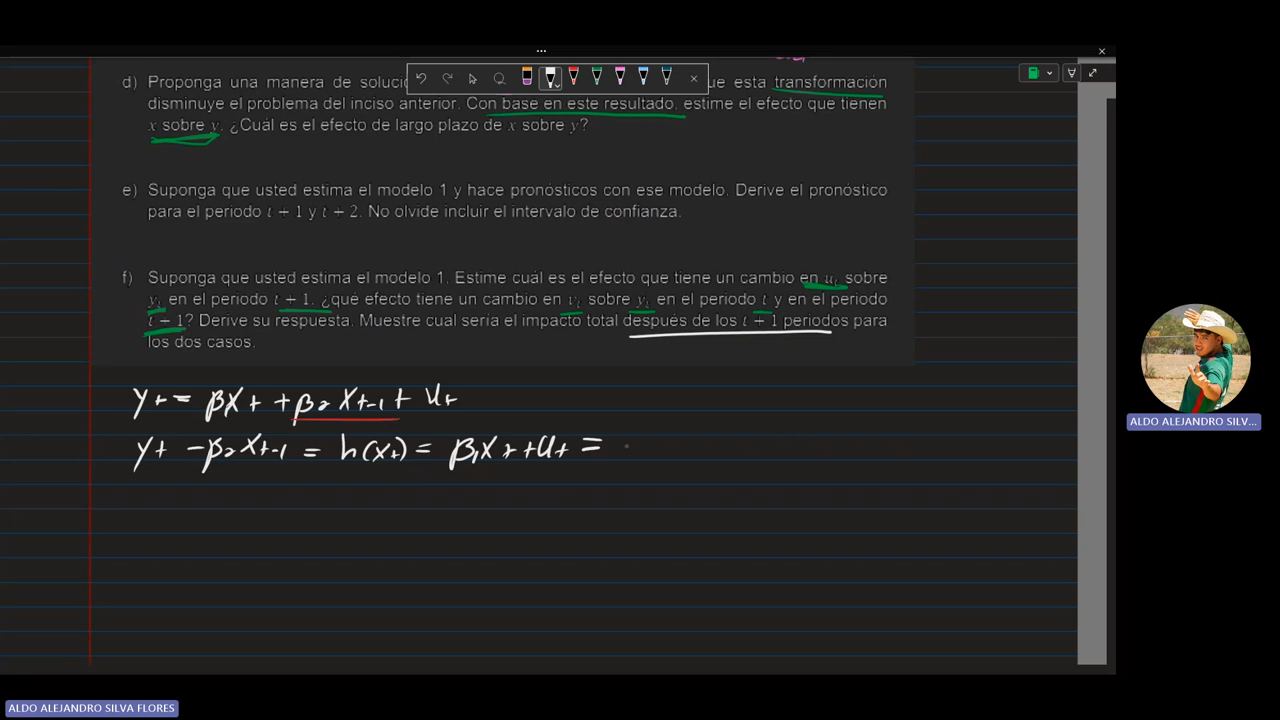 d) Proponga una manera de soluci que esta transformación
disminuye el problema del inciso anterior. Con base en este resultado, estime el efecto que tienen
x sobre y. ¿Cuál es el efecto de largo plazo de x sobre y?
e) Suponga que usted estima el modelo 1 y hace pronósticos con ese modelo. Derive el pronóstico
para el periodo t + 1 y t + 2. No olvide incluir el intervalo de confianza.
f) Suponga que usted estima el modelo 1. Estime cuál es el efecto que tiene un cambio en uₜ sobre
yₜ en el periodo t + 1. ¿qué efecto tiene un cambio en vₜ sobre yₜ en el periodo t y en el periodo
t + 1? Derive su respuesta. Muestre cual sería el impacto total después de los t + 1 periodos para
los dos casos.
yₜ = βxₜ + β₂xₜ₋₁ + uₜ
yₜ - β₂xₜ₋₁ = h(xₜ) = β₁xₜ + uₜ =
ALDO ALEJANDRO SILV...
ALDO ALEJANDRO SILVA FLORES